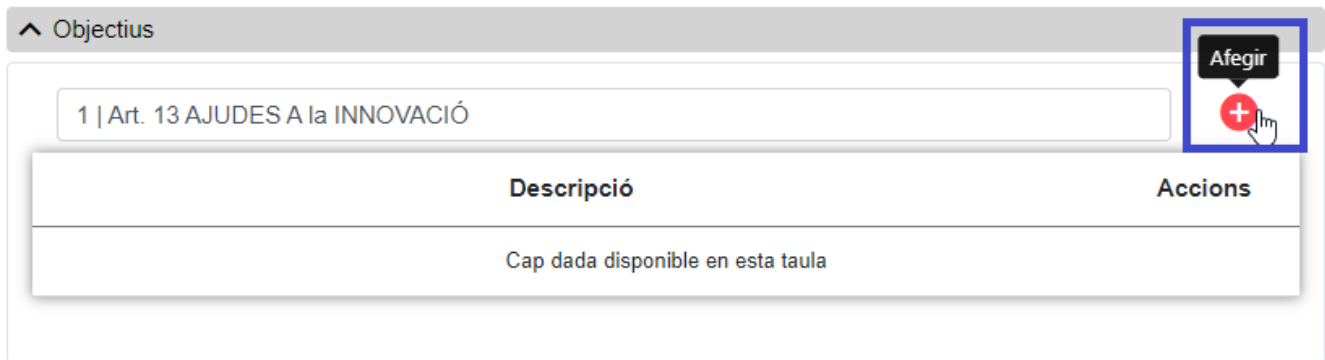 Objectius
Afegir
1 | Art. 13 AJUDES A la INNOVACIÓ
Descripció Accions
Cap dada disponible en esta taula